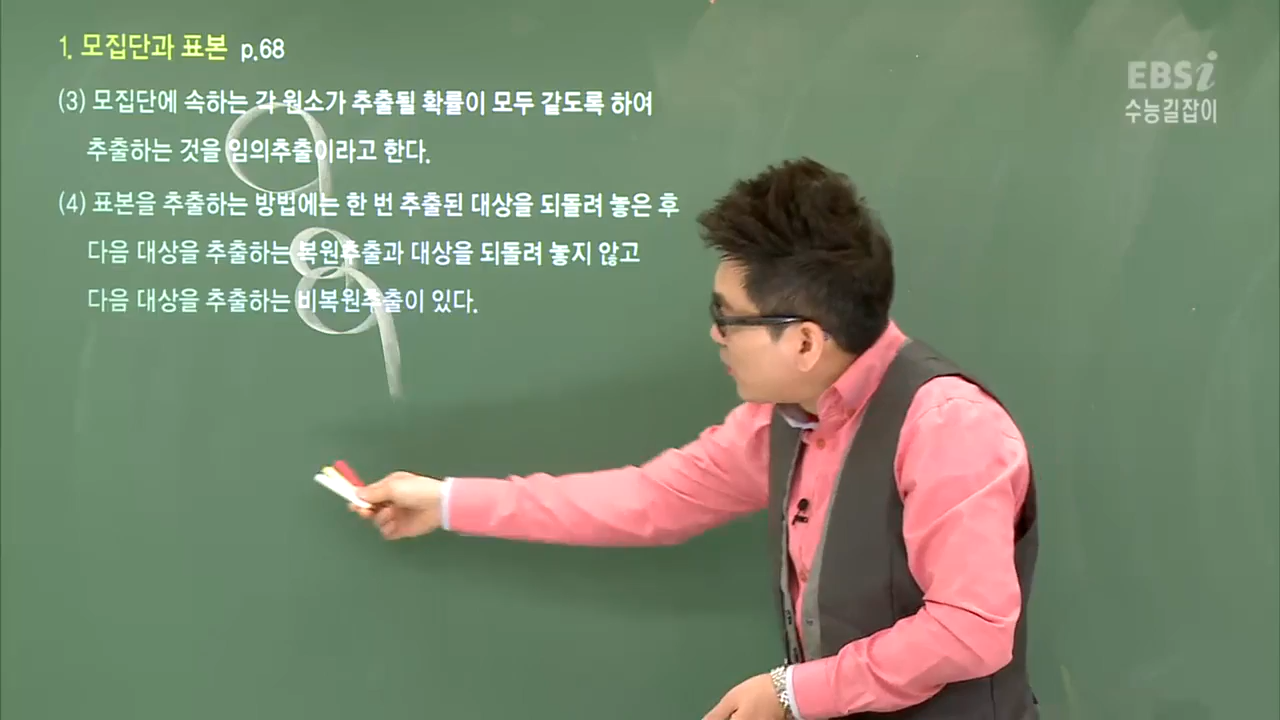 1. 모집단과 표본 p.68
EBSi
수능길잡이
(3) 모집단에 속하는 각 원소가 추출될 확률이 모두 같도록 하여
추출하는 것을 임의추출이라고 한다.
(4) 표본을 추출하는 방법에는 한 번 추출된 대상을 되돌려 놓은 후
다음 대상을 추출하는 복원추출과 대상을 되돌려 놓지 않고
다음 대상을 추출하는 비복원추출이 있다.